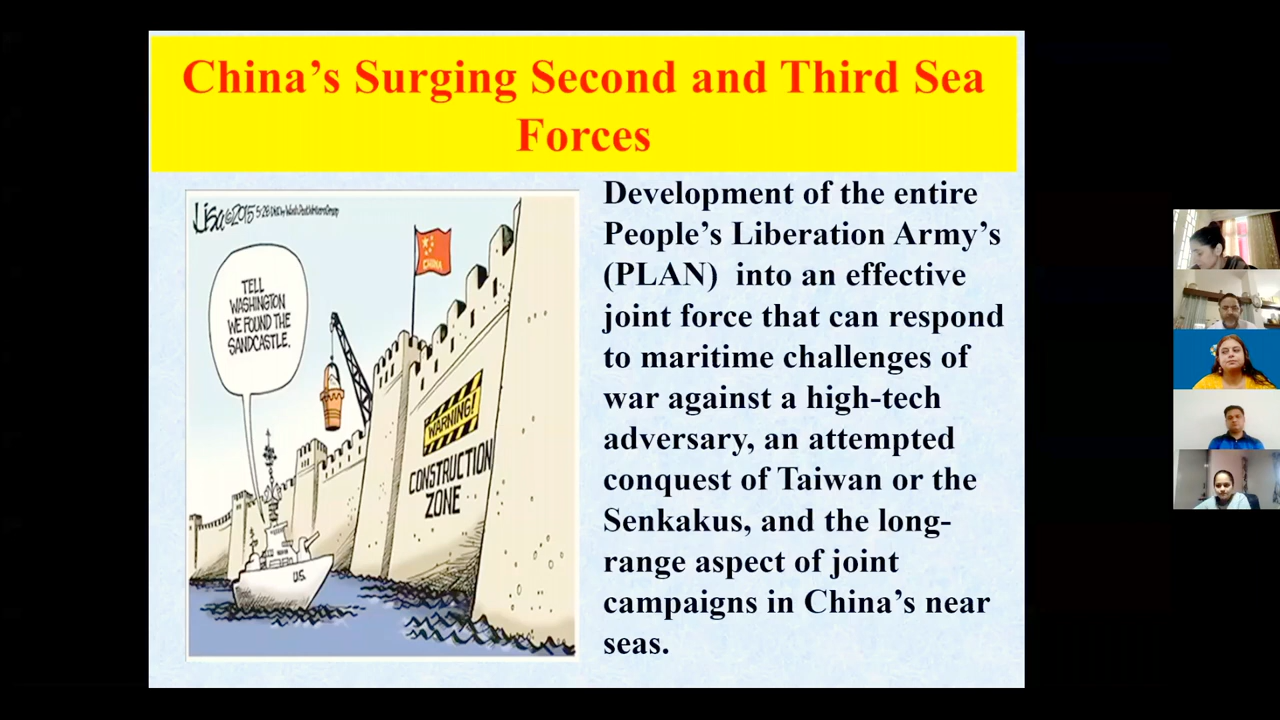 China’s Surging Second and Third Sea
Forces
Lisa©2015
TELL
WASHINGTON
WE FOUND THE
SANDCASTLE.
CHINA
WARNING!
CONSTRUCTION
ZONE
U.S.
Development of the entire
People’s Liberation Army’s
(PLAN) into an effective
joint force that can respond
to maritime challenges of
war against a high-tech
adversary, an attempted
conquest of Taiwan or the
Senkakus, and the long-
range aspect of joint
campaigns in China’s near
seas.